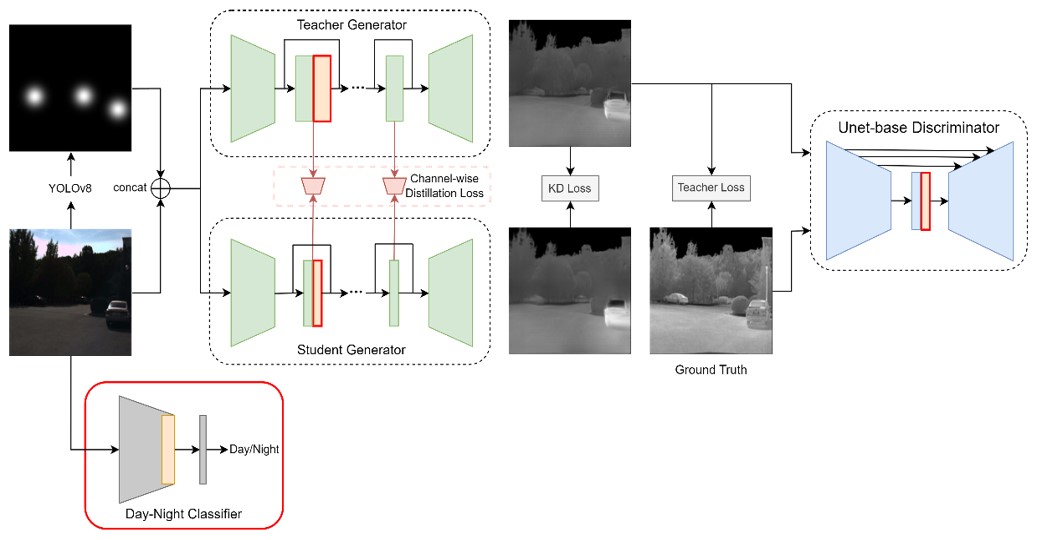 Teacher Generator
YOLOv8
concat
Channel-wise
Distillation Loss
KD Loss
Teacher Loss
Unet-base Discriminator
Student Generator
Ground Truth
Day/Night
Day-Night Classifier